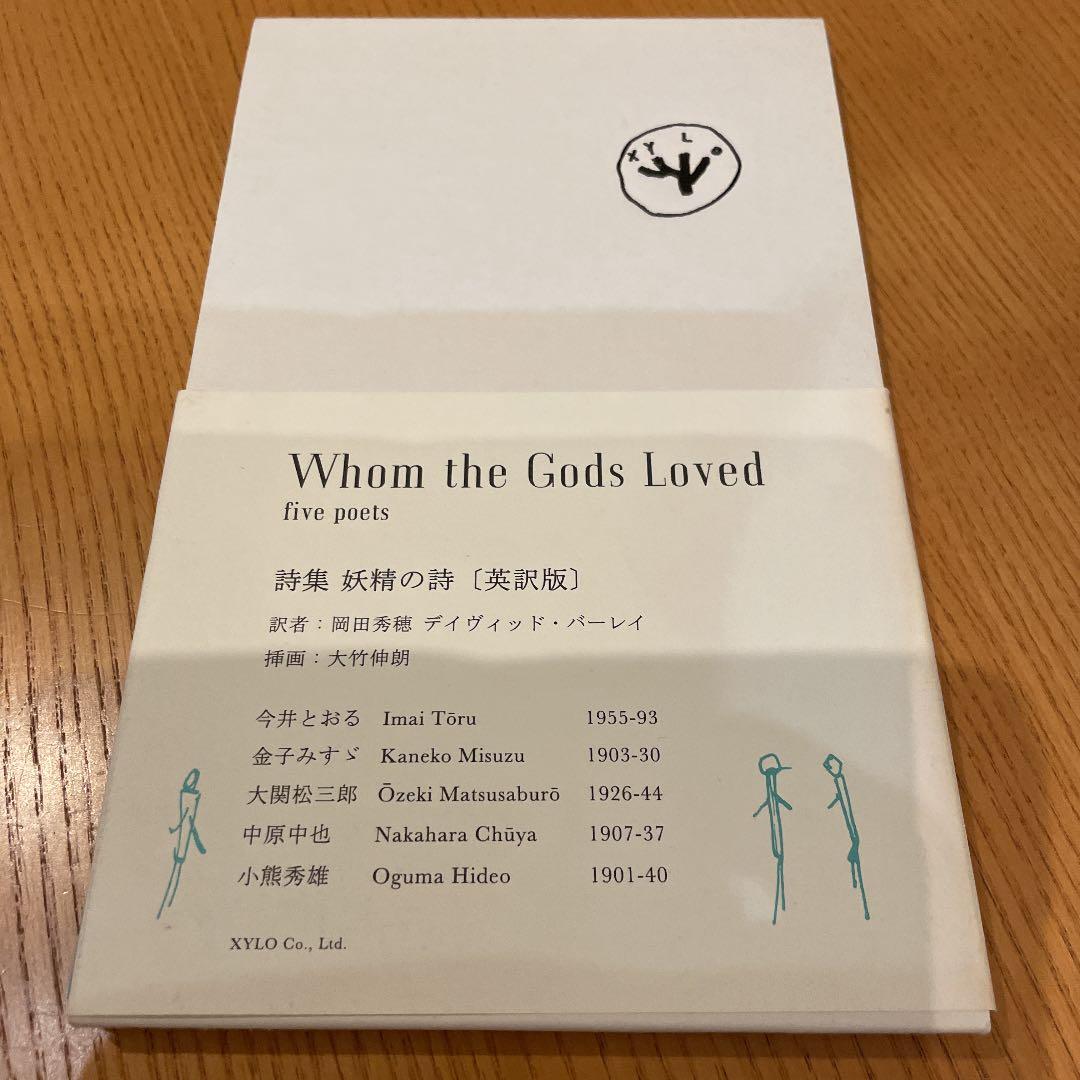 XYLO
Whom the Gods Loved
five poets
詩集 妖精の詩〔英訳版〕
訳者：岡田秀穂 デイヴィッド・バーレイ
挿画：大竹伸朗
今井とおる Imai Tōru 1955-93
金子みすゞ Kaneko Misuzu 1903-30
大関松三郎 Ōzeki Matsusaburō 1926-44
中原中也 Nakahara Chūya 1907-37
小熊秀雄 Oguma Hideo 1901-40
XYLO Co., Ltd.